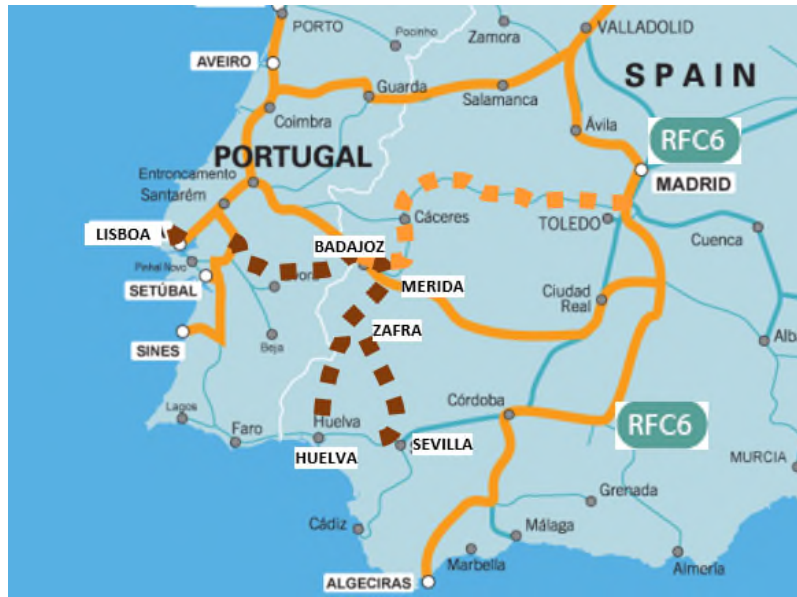 PORTO
Pocinho
Zamora
VALLADOLID
AVEIRO
SPAIN
Guarda
Salamanca
Coimbra
Ávila
RFC6
PORTUGAL
Entroncamento
MADRID
Santarém
Cáceres
TOLEDO
LISBOA
BADAJOZ
Cuenca
Pinhal Novo
SETÚBAL
vora
MERIDA
Ciudad
Real
ZAFRA
SINES
Beja
Alba
Lagos
Córdoba
RFC6
Faro
Huelva
HUELVA
SEVILLA
MURCIA
Grenada
Cádiz
Málaga
Marbella
Almería
ALGECIRAS